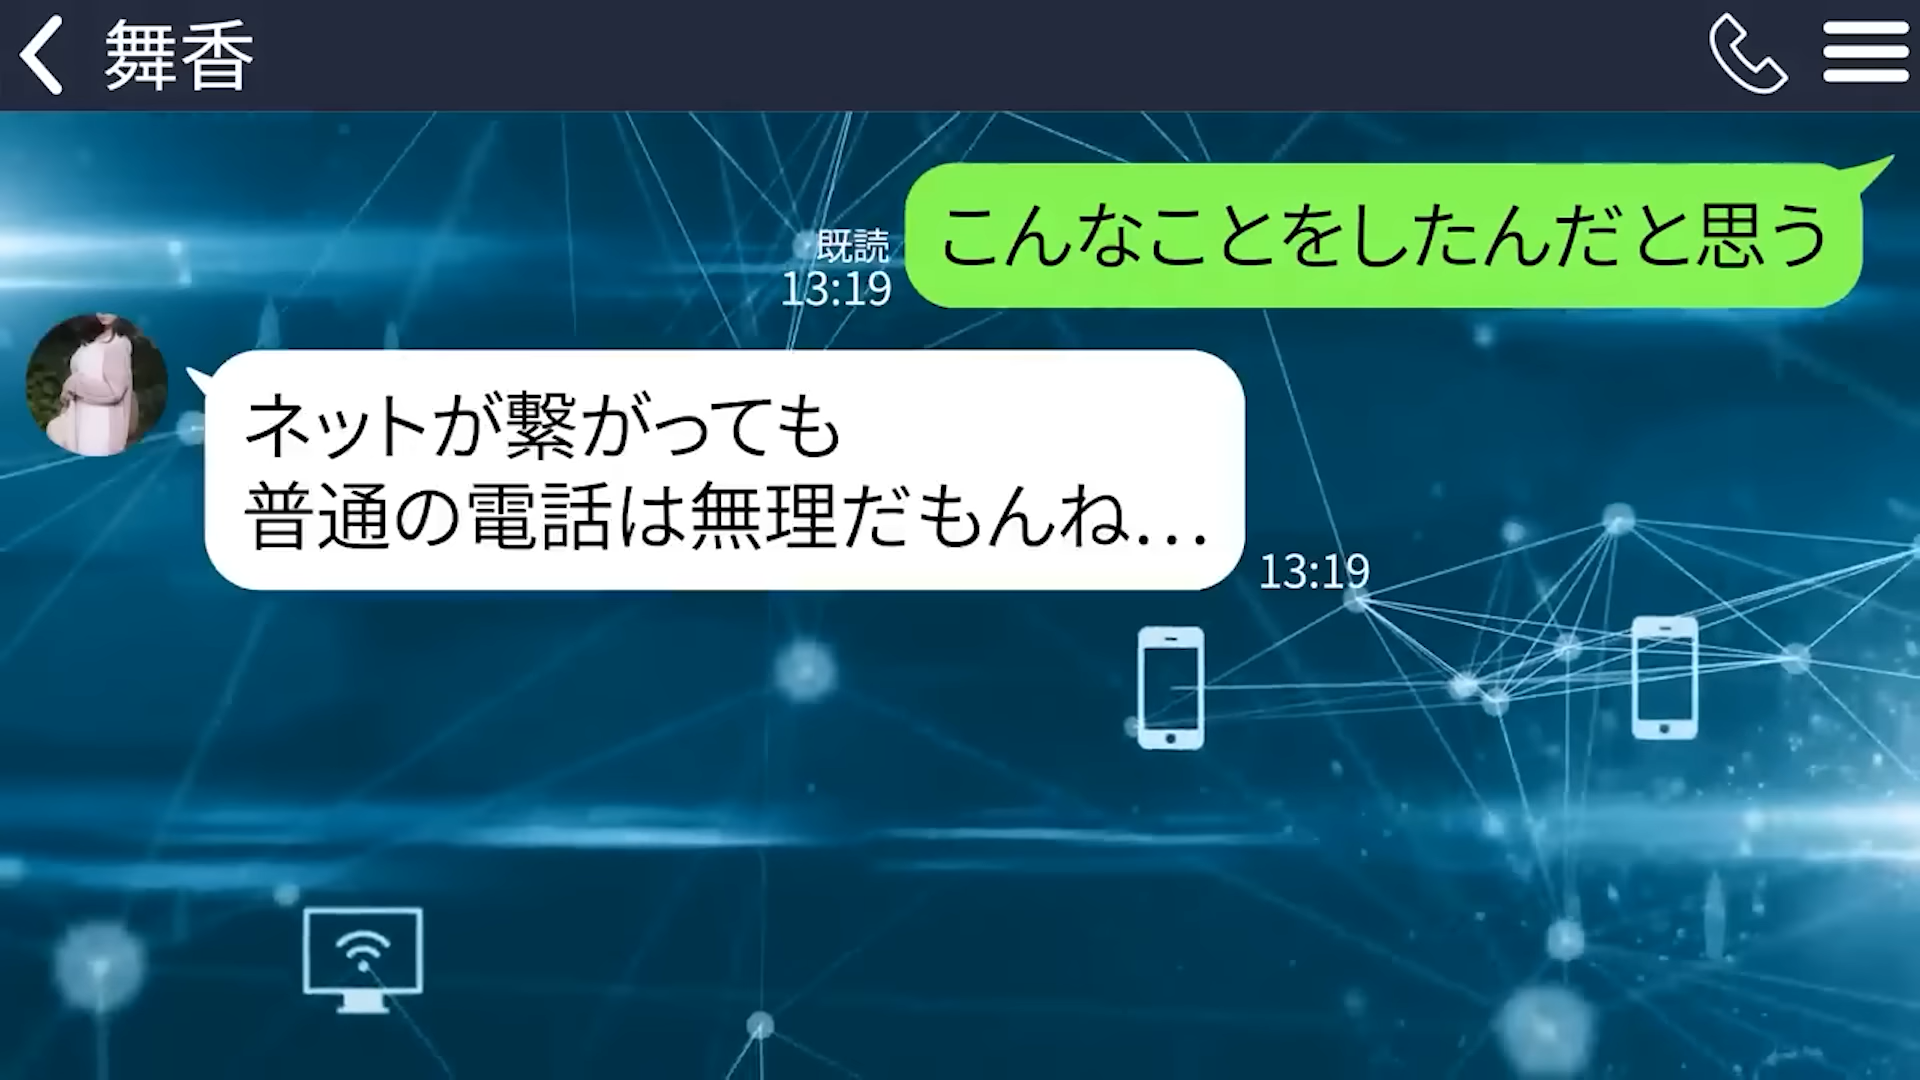 舞香
こんなことをしたんだと思う
既読
13:19
ネットが繋がっても
普通の電話は無理だもんね…
13:19